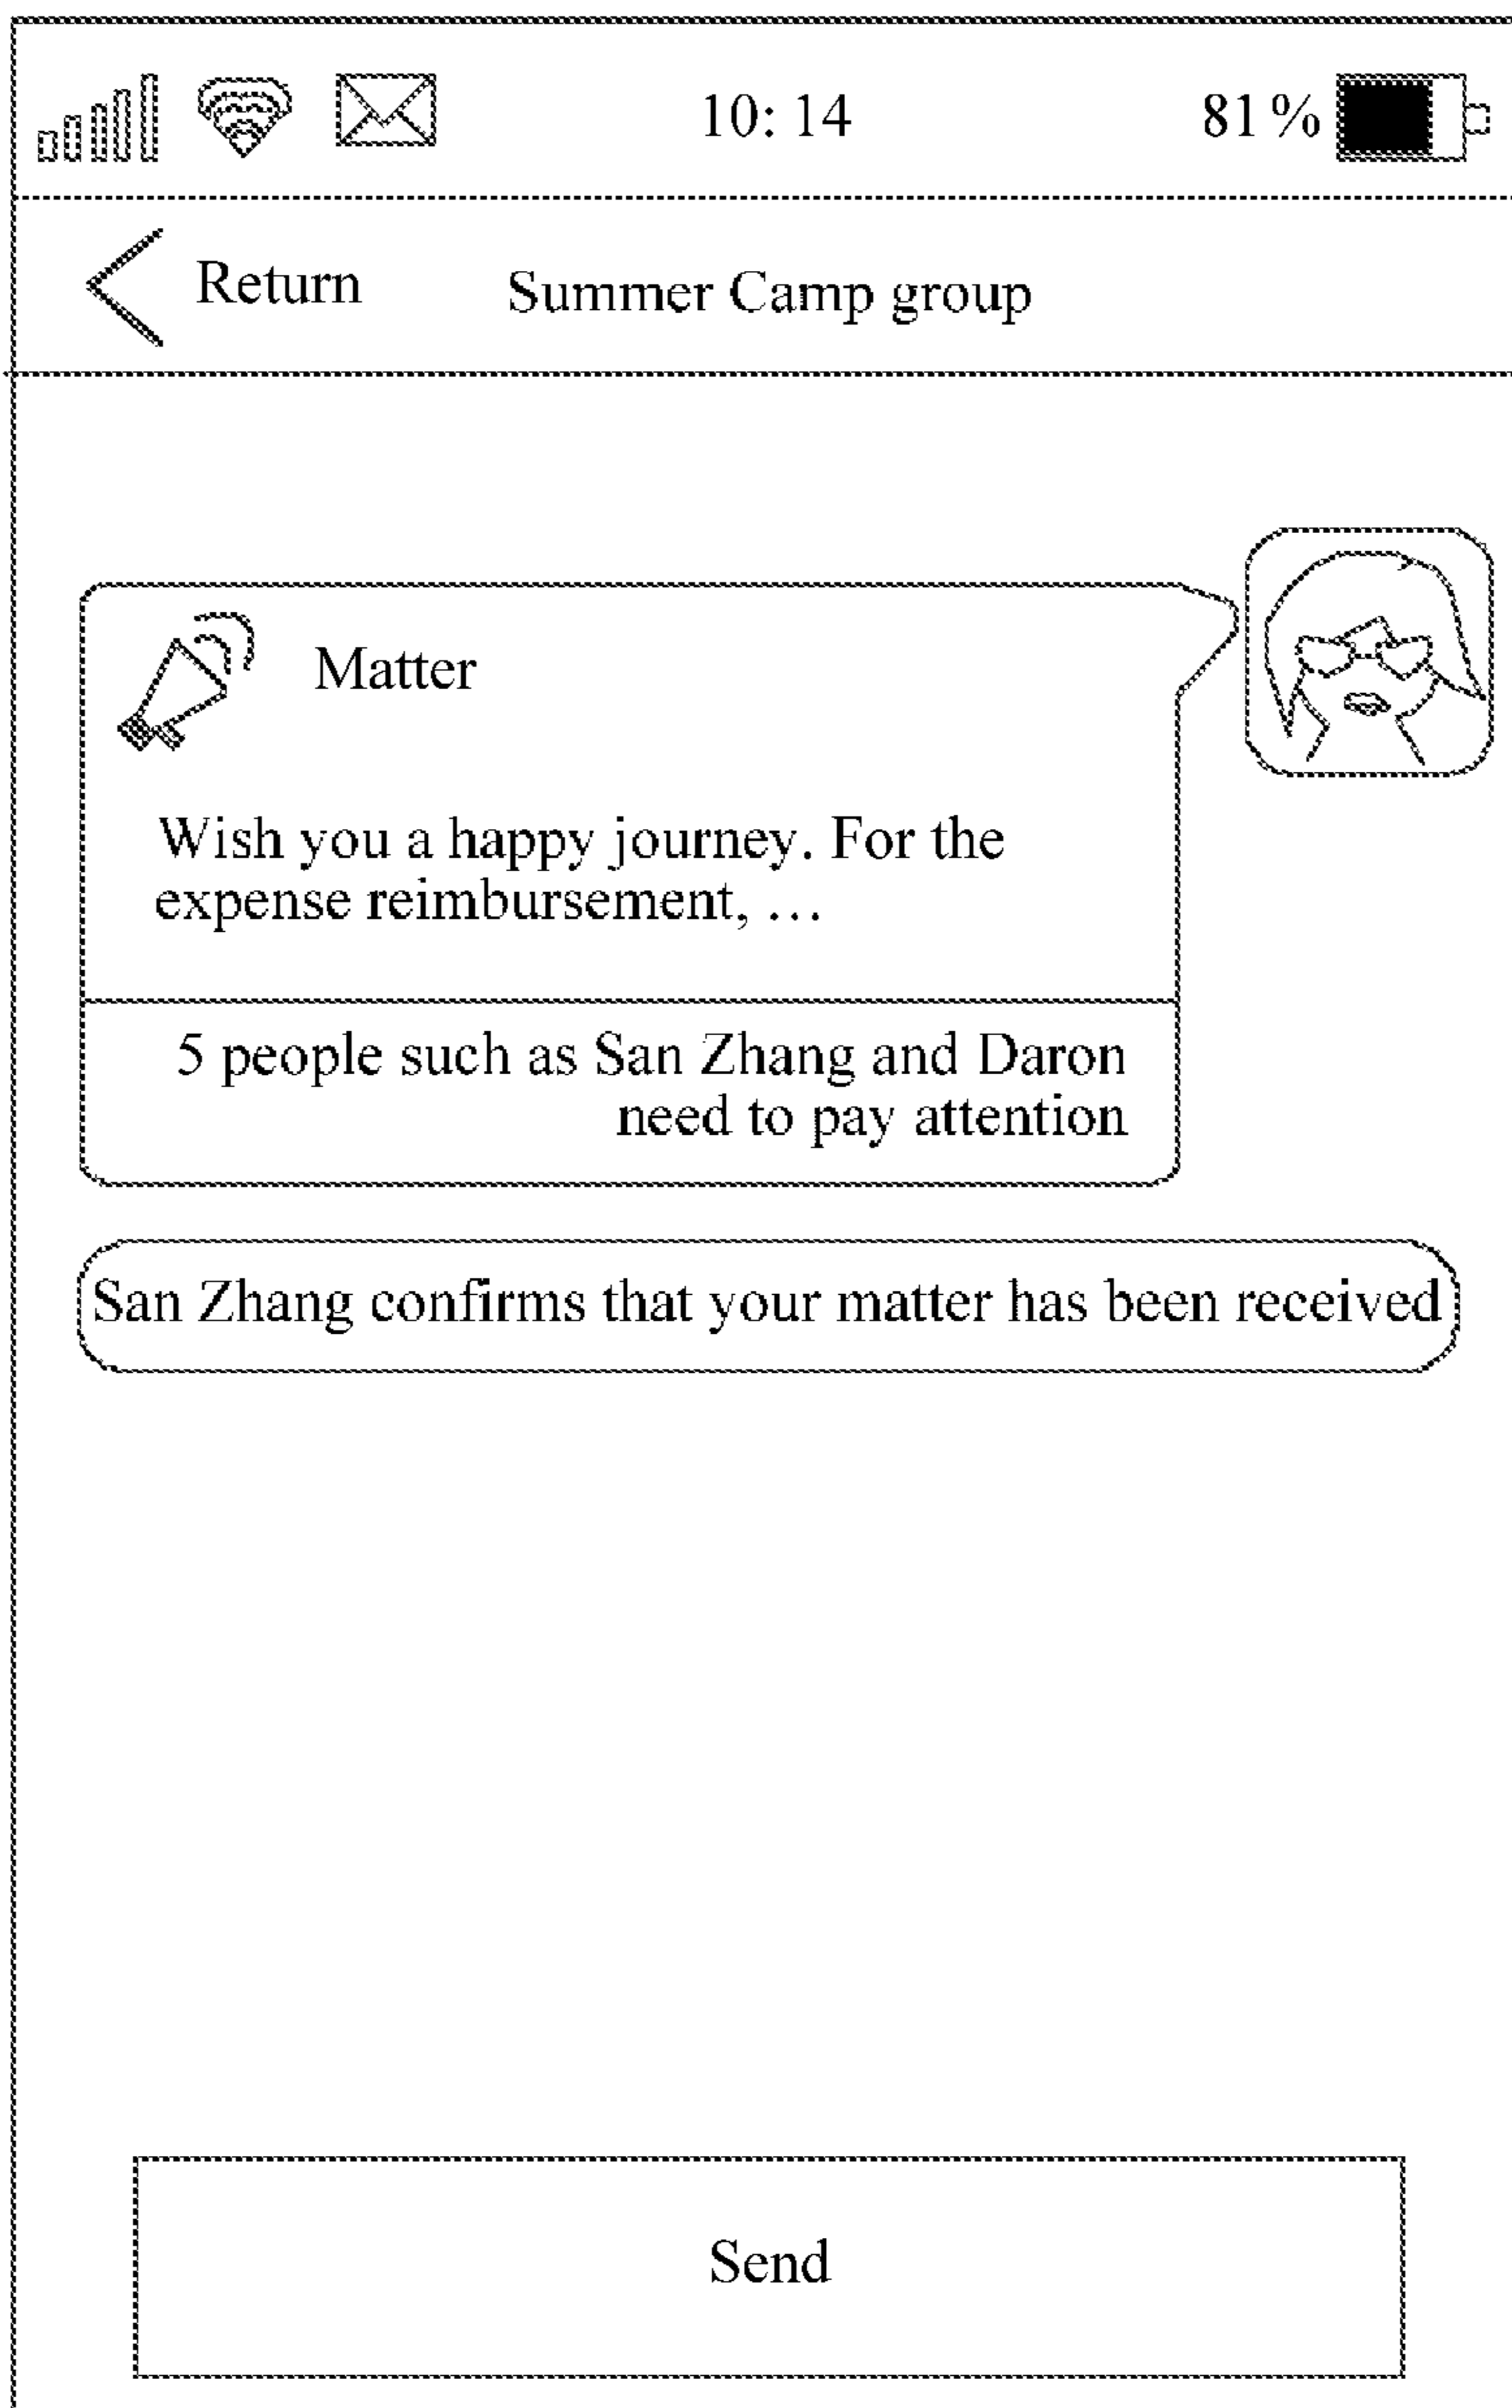 10: 14
81%
Return
Summer Camp group
Matter
Wish you a happy journey. For the
expense reimbursement, ...
5 people such as San Zhang and Daron
need to pay attention
San Zhang confirms that your matter has been received
Send